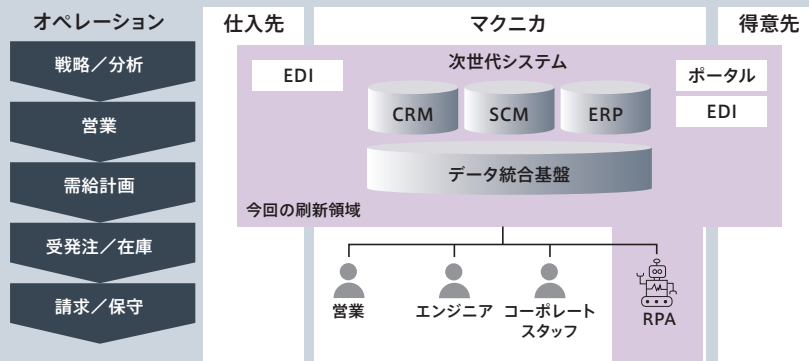 オペレーション
戦略／分析
営業
需給計画
受発注／在庫
請求／保守
仕入先
マクニカ
得意先
EDI
次世代システム
CRM
SCM
ERP
データ統合基盤
ポータル
EDI
今回の刷新領域
営業
エンジニア
コーポレート
スタッフ
RPA